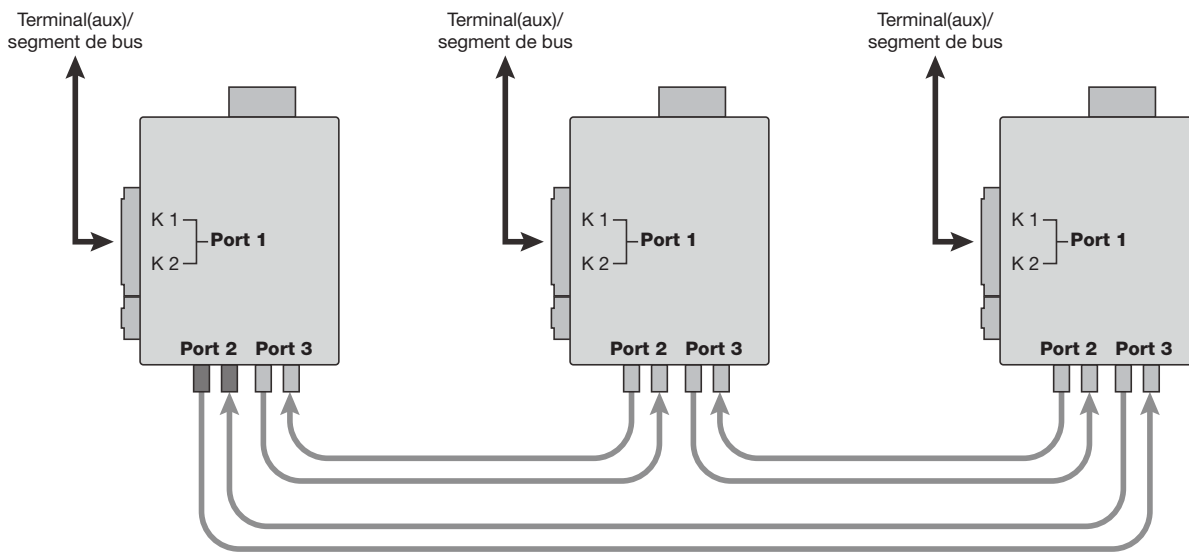 Terminal(aux)/
segment de bus
Terminal(aux)/
segment de bus
Terminal(aux)/
segment de bus
K 1
Port 1
K 2
K 1
Port 1
K 2
K 1
Port 1
K 2
Port 2 Port 3
Port 2 Port 3
Port 2 Port 3